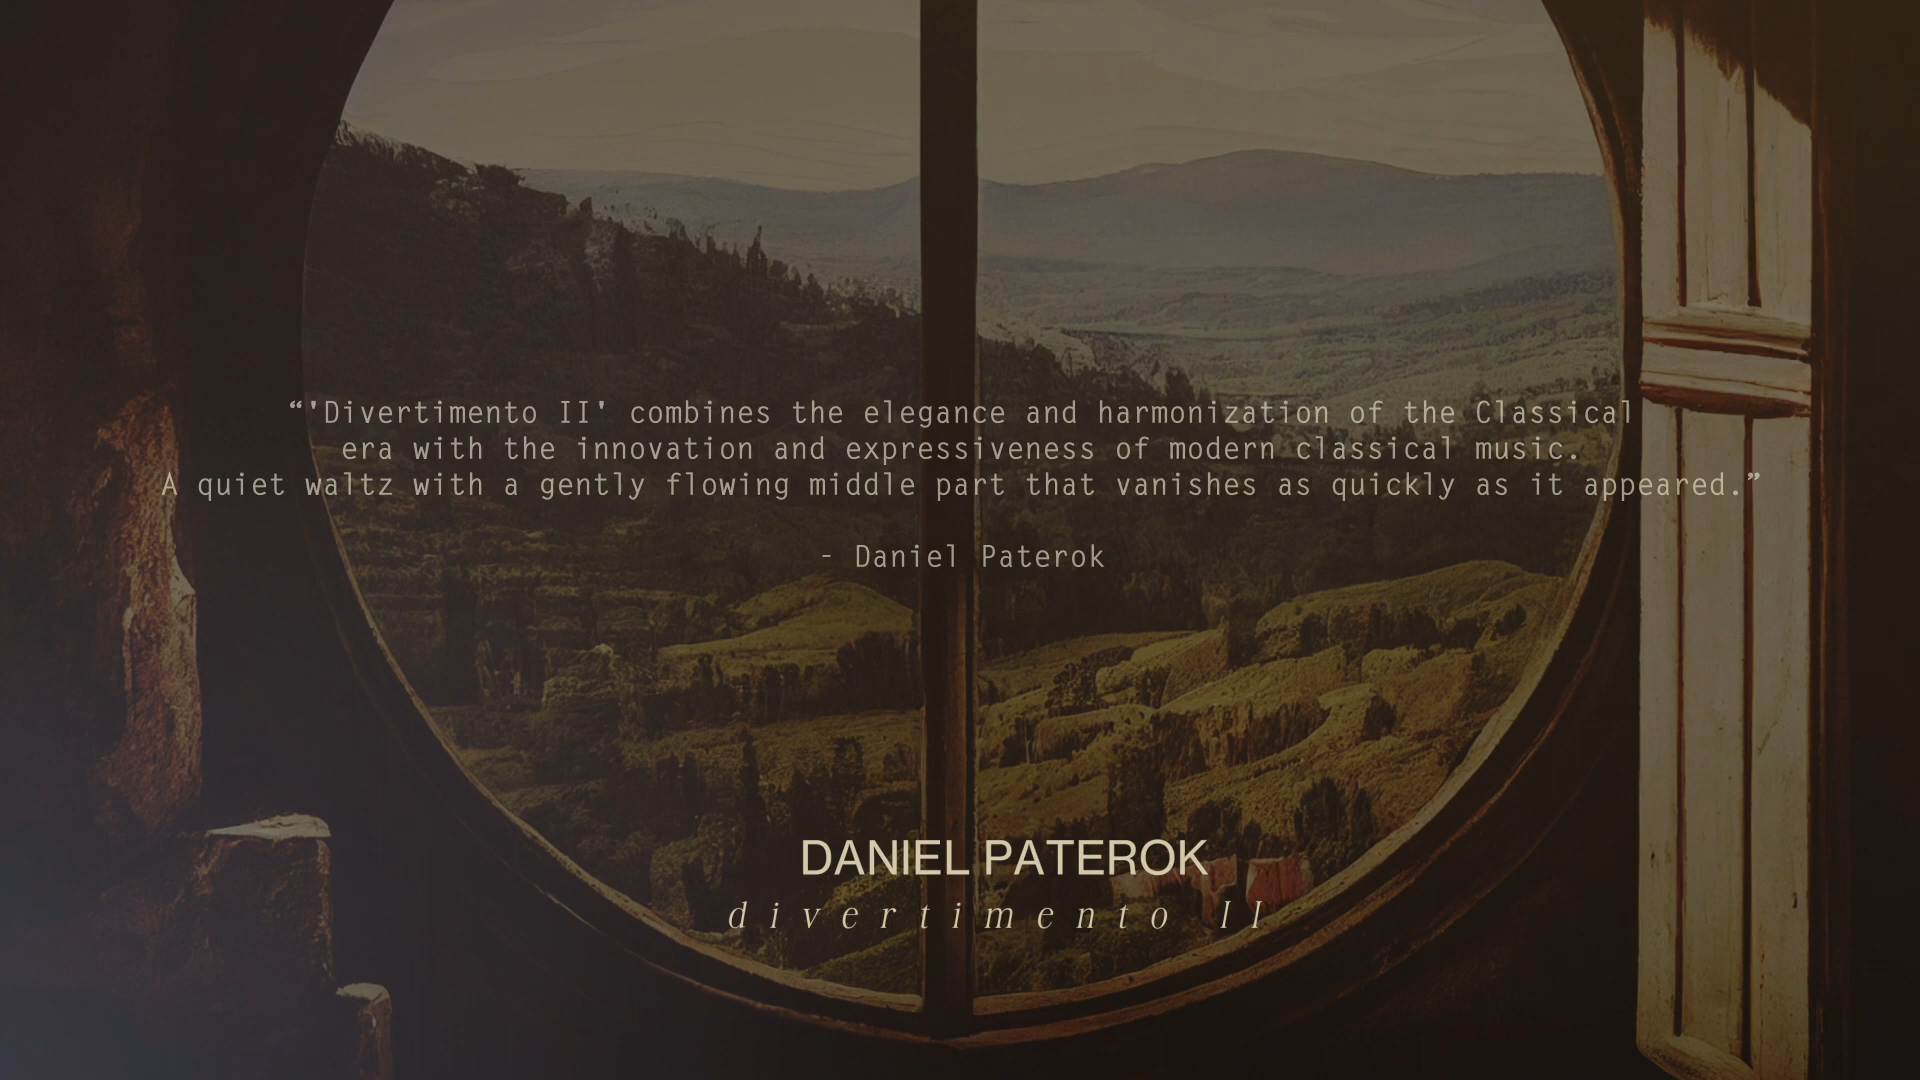 “'Divertimento II' combines the elegance and harmonization of the Classical
era with the innovation and expressiveness of modern classical music.
A quiet waltz with a gently flowing middle part that vanishes as quickly as it appeared.”
- Daniel Paterok
DANIEL PATEROK
divertimento II